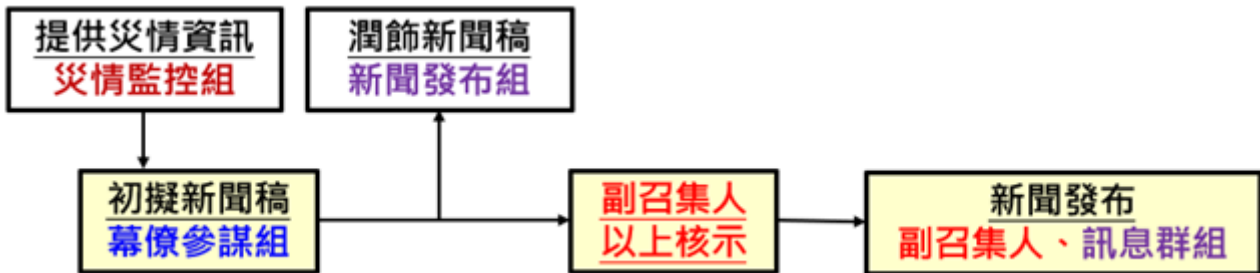 提供災情資訊
災情監控組
潤飾新聞稿
新聞發布組
初擬新聞稿
幕僚參謀組
副召集人
以上核示
新聞發布
副召集人、訊息群組